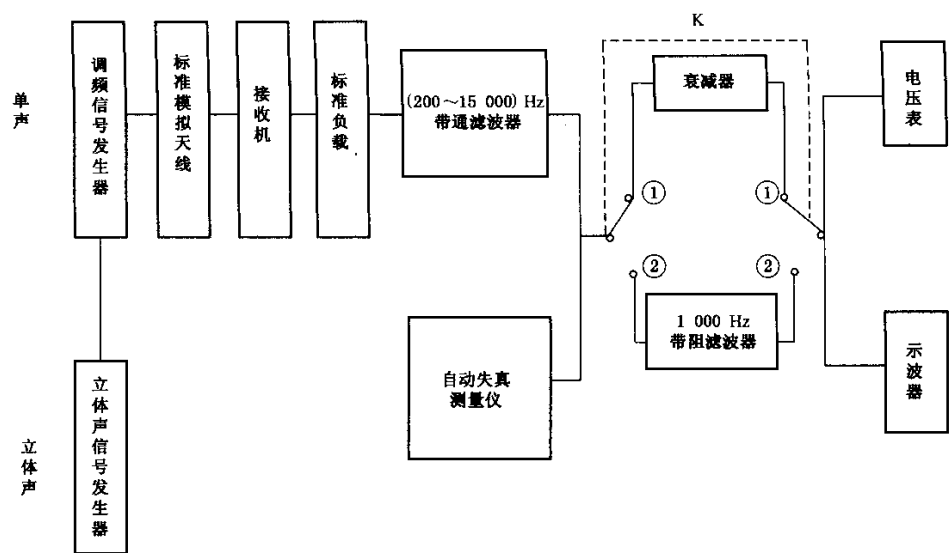 K
单声
调频信号发生器
标准模拟天线
接收机
标准负载
(200～15 000) Hz
带通滤波器
衰减器
电压表
①
①
②
②
1 000 Hz
带阻滤波器
自动失真
测量仪
示波器
立体声
立体声信号发生器